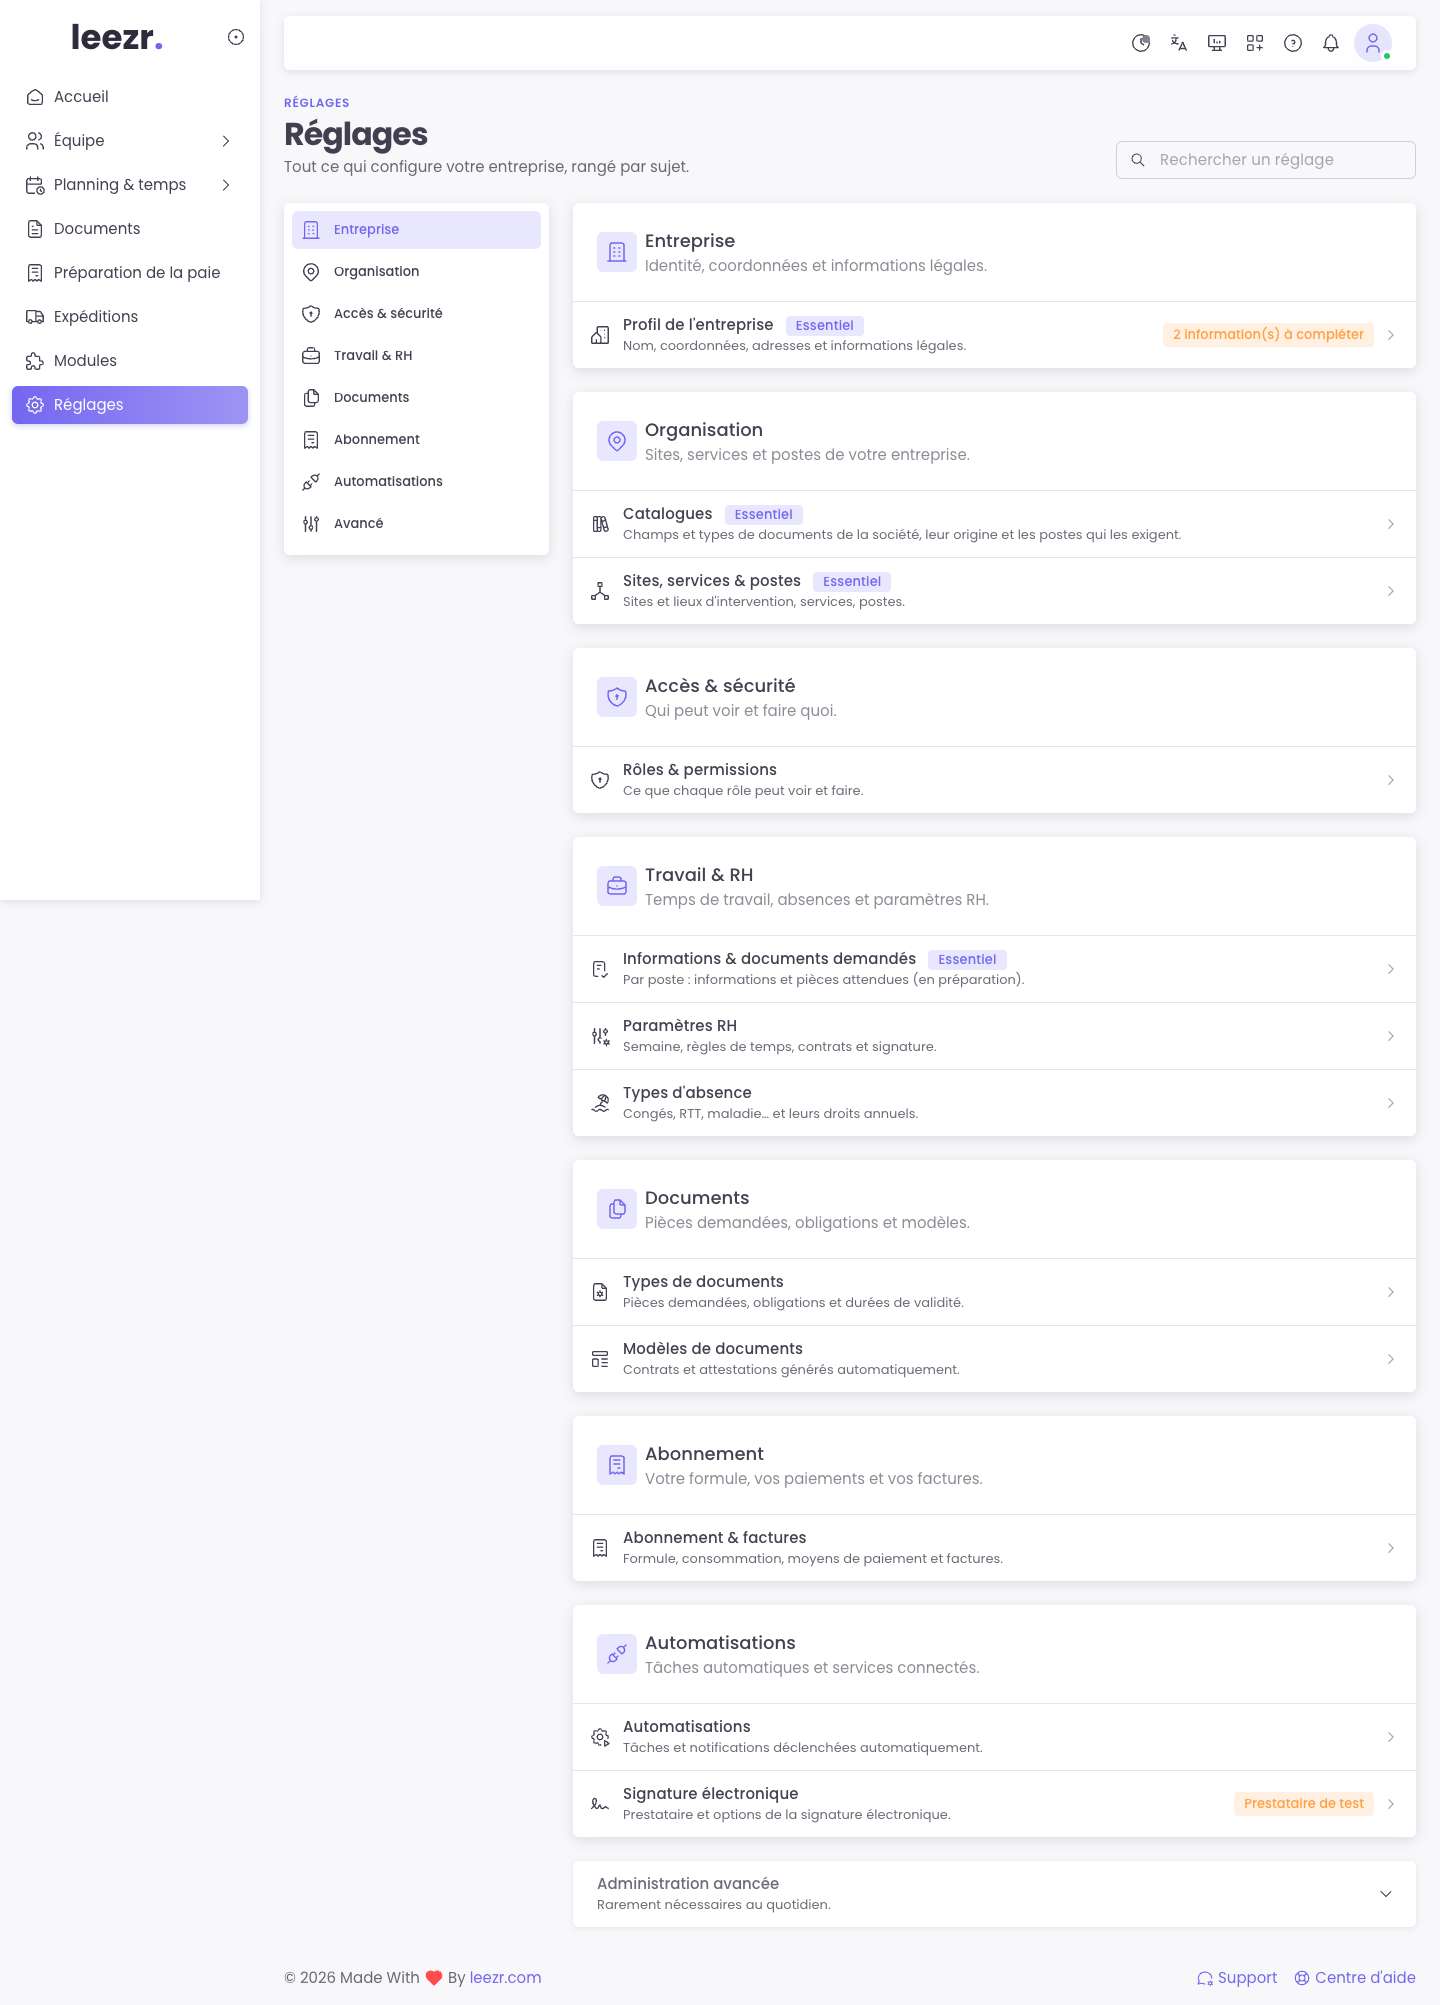 leezr.
Accueil
Équipe
Planning & temps
Documents
Préparation de la paie
Expéditions
Modules
Réglages
RÉGLAGES
Réglages
Tout ce qui configure votre entreprise, rangé par sujet.
Rechercher un réglage
Entreprise
Organisation
Accès & sécurité
Travail & RH
Documents
Abonnement
Automatisations
Avancé
Entreprise
Identité, coordonnées et informations légales.
Profil de l'entreprise Essentiel
Nom, coordonnées, adresses et informations légales.
2 information(s) à compléter
Organisation
Sites, services et postes de votre entreprise.
Catalogues Essentiel
Champs et types de documents de la société, leur origine et les postes qui les exigent.
Sites, services & postes Essentiel
Sites et lieux d'intervention, services, postes.
Accès & sécurité
Qui peut voir et faire quoi.
Rôles & permissions
Ce que chaque rôle peut voir et faire.
Travail & RH
Temps de travail, absences et paramètres RH.
Informations & documents demandés Essentiel
Par poste : informations et pièces attendues (en préparation).
Paramètres RH
Semaine, règles de temps, contrats et signature.
Types d'absence
Congés, RTT, maladie… et leurs droits annuels.
Documents
Pièces demandées, obligations et modèles.
Types de documents
Pièces demandées, obligations et durées de validité.
Modèles de documents
Contrats et attestations générés automatiquement.
Abonnement
Votre formule, vos paiements et vos factures.
Abonnement & factures
Formule, consommation, moyens de paiement et factures.
Automatisations
Tâches automatiques et services connectés.
Automatisations
Tâches et notifications déclenchées automatiquement.
Signature électronique
Prestataire et options de la signature électronique.
Prestataire de test
Administration avancée
Rarement nécessaires au quotidien.
© 2026 Made With By leezr.com
Support Centre d'aide